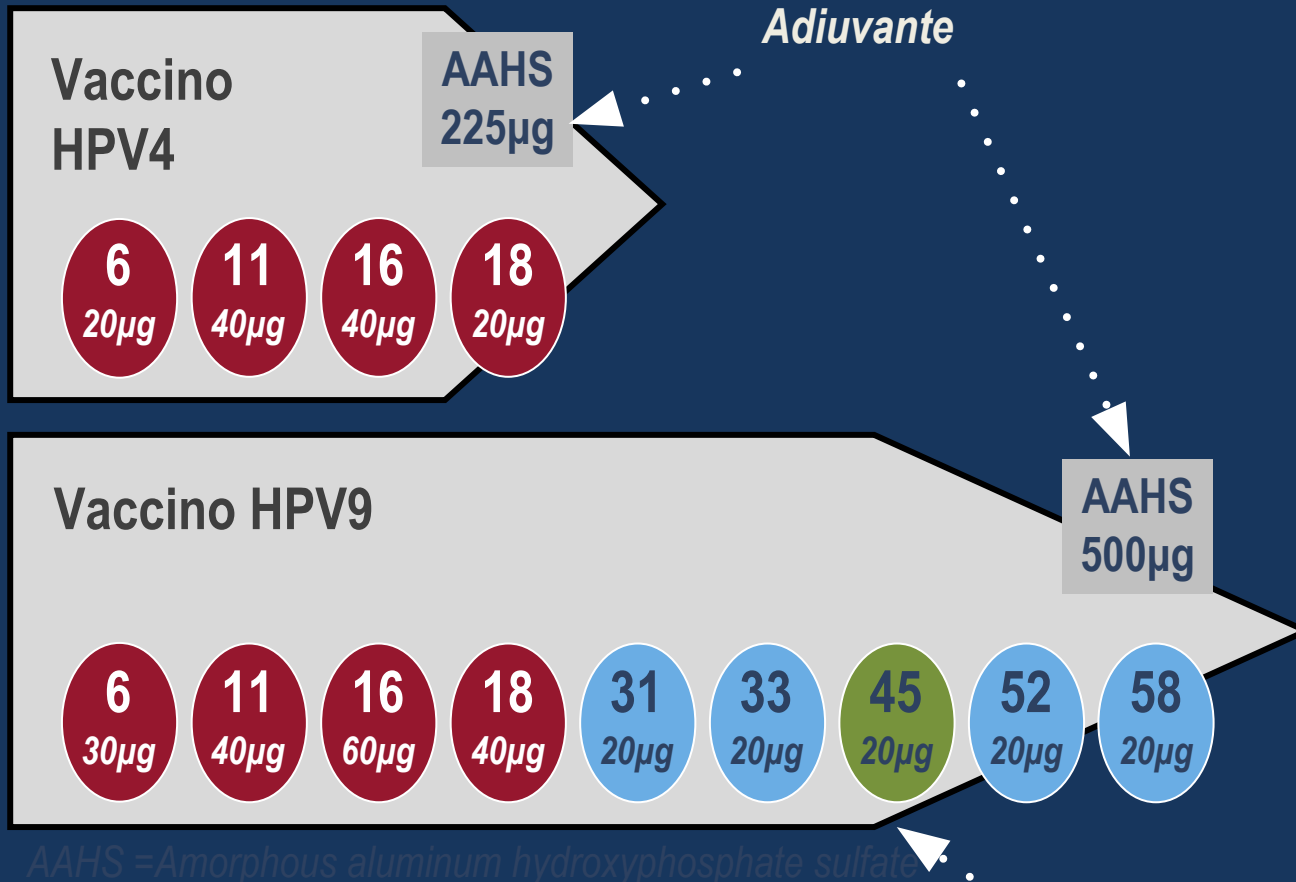 Adiuvante
Vaccino
HPV4
AAHS
225µg
6
20µg
11
40µg
16
40µg
18
20µg
Vaccino HPV9
AAHS
500µg
6
30µg
11
40µg
16
60µg
18
40µg
31
20µg
33
20µg
45
20µg
52
20µg
58
20µg
AAHS =Amorphous aluminum hydroxyphosphate sulfate